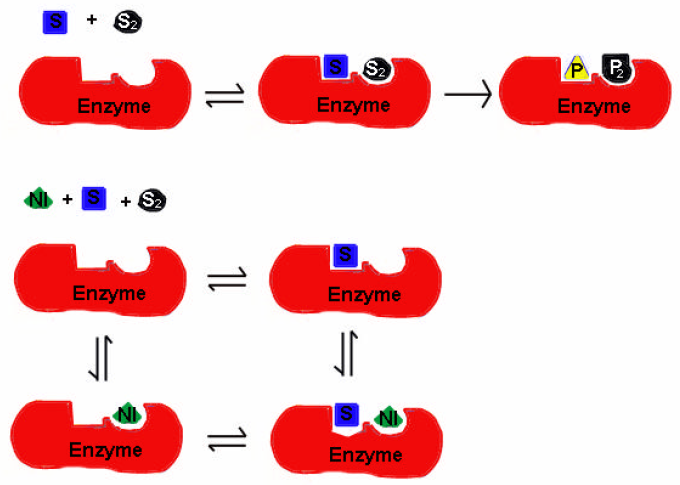 S + S2
S S2 P P2
Enzyme Enzyme Enzyme
NI + S + S2
S
Enzyme Enzyme
NI S NI
Enzyme Enzyme